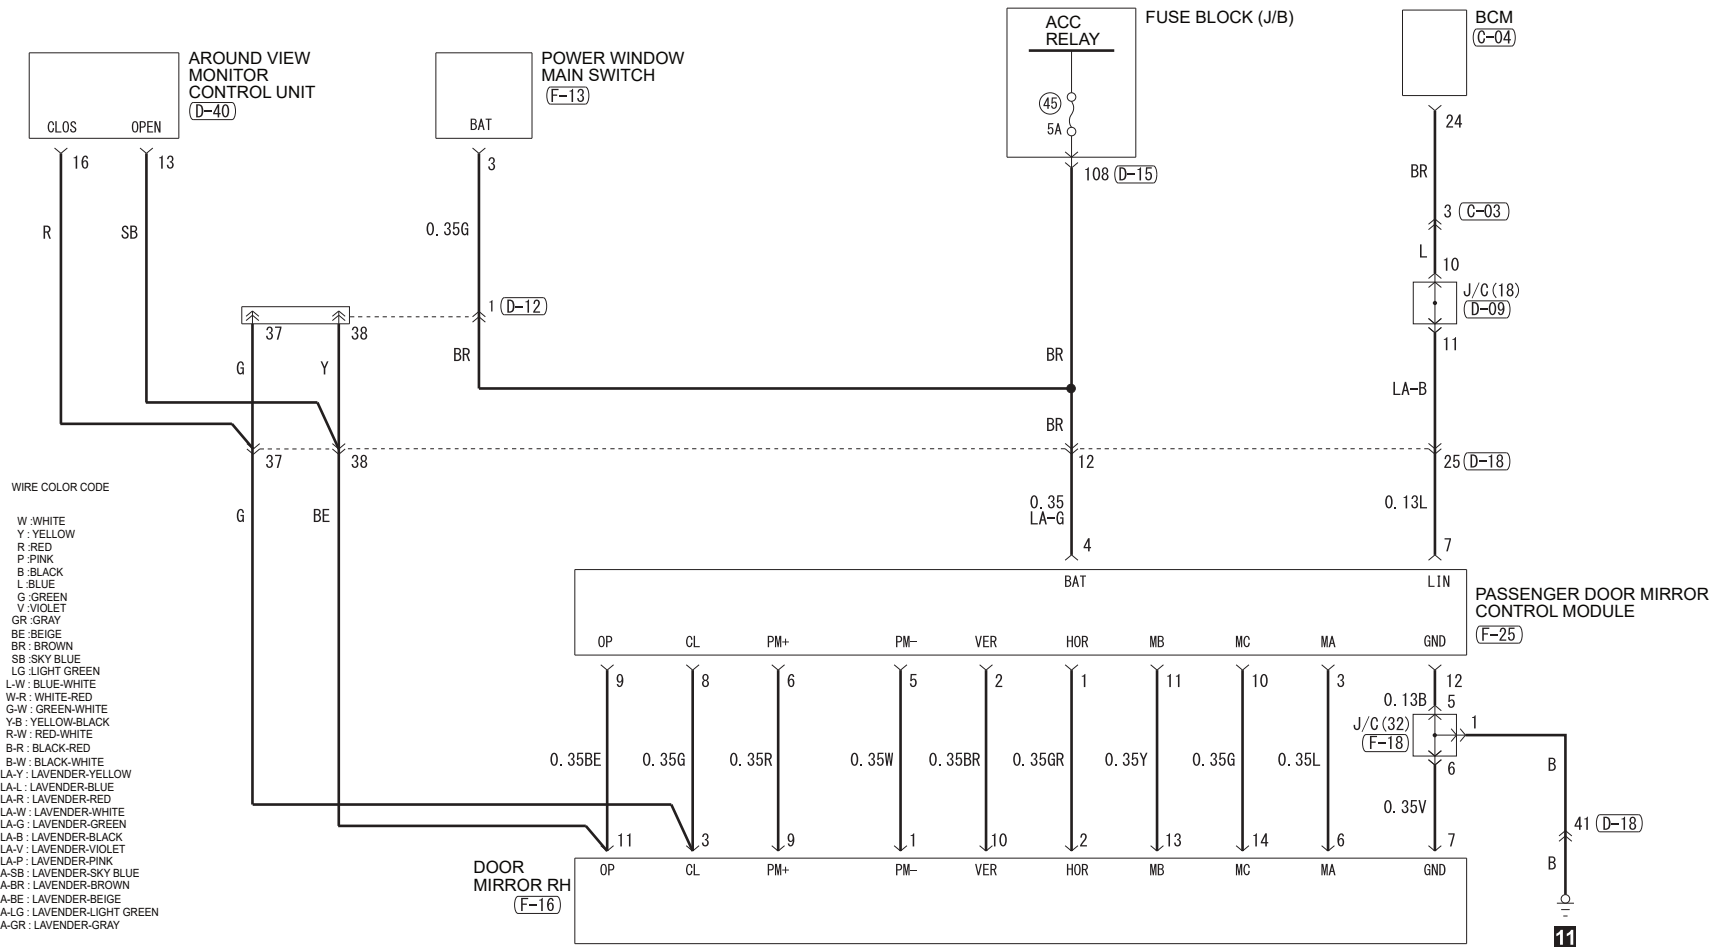 ACC
RELAY
FUSE BLOCK (J/B)
BCM
(C-04)
AROUND VIEW
MONITOR
CONTROL UNIT
(D-40)
POWER WINDOW
MAIN SWITCH
(F-13)
45
5A
CLOS OPEN
BAT
16 13
3
108 (D-15)
24
BR
R SB
0.35G
3 (C-03)
L
10
J/C(18)
(D-09)
1 (D-12)
37 38
11
G Y
BR
BR
LA-B
BR
37 38
12
25 (D-18)
WIRE COLOR CODE
W :WHITE
Y : YELLOW
R :RED
P :PINK
B :BLACK
L :BLUE
G :GREEN
V :VIOLET
GR :GRAY
BE :BEIGE
BR : BROWN
SB :SKY BLUE
LG :LIGHT GREEN
L-W : BLUE-WHITE
W-R : WHITE-RED
G-W : GREEN-WHITE
Y-B : YELLOW-BLACK
R-W : RED-WHITE
B-R : BLACK-RED
B-W : BLACK-WHITE
LA-Y : LAVENDER-YELLOW
LA-L : LAVENDER-BLUE
LA-R : LAVENDER-RED
LA-W : LAVENDER-WHITE
LA-G : LAVENDER-GREEN
LA-B : LAVENDER-BLACK
LA-V : LAVENDER-VIOLET
LA-P : LAVENDER-PINK
A-SB : LAVENDER-SKY BLUE
A-BR : LAVENDER-BROWN
A-BE : LAVENDER-BEIGE
A-LG : LAVENDER-LIGHT GREEN
A-GR : LAVENDER-GRAY
G BE
0.35
LA-G
0.13L
4 7
BAT LIN
PASSENGER DOOR MIRROR
CONTROL MODULE
(F-25)
OP CL PM+ PM- VER HOR MB MC MA GND
9 8 6 5 2 1 11 10 3 12
0.13B 5
J/C(32)
(F-18)
1
6
0.35BE 0.35G 0.35R 0.35W 0.35BR 0.35GR 0.35Y 0.35G 0.35L
B
0.35V
41 (D-18)
11 3 9 1 10 2 13 14 6 7
B
DOOR
MIRROR RH
(F-16)
OP CL PM+ PM- VER HOR MB MC MA GND
11